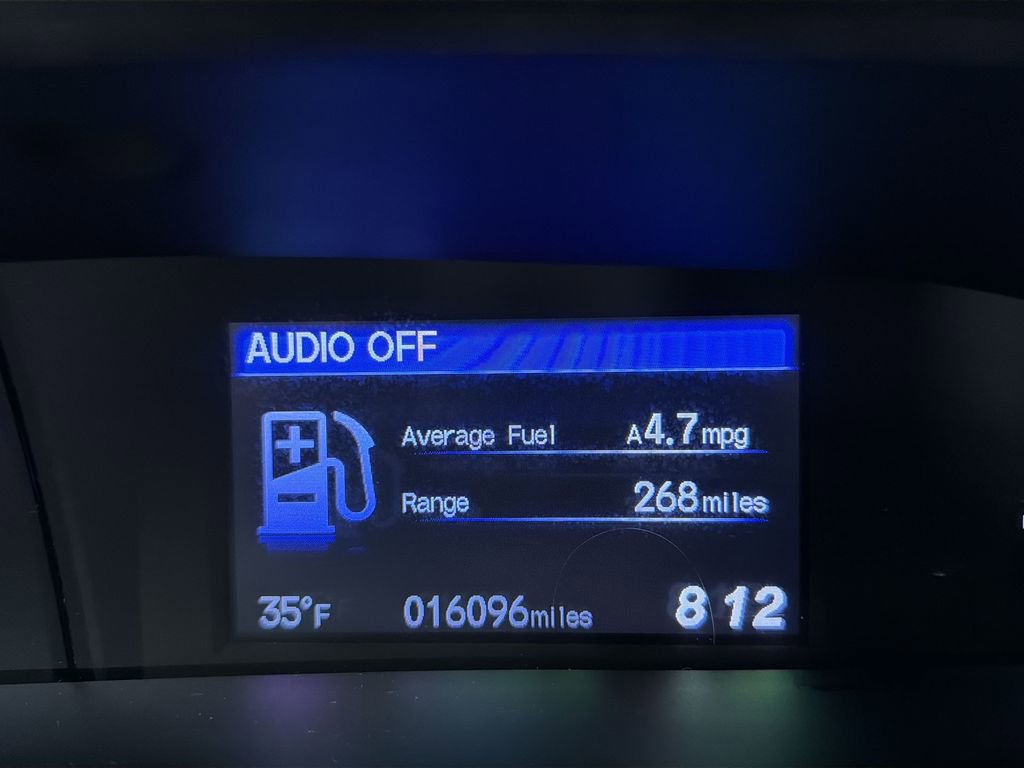 AUDIO OFF
Average Fuel A4.7mpg
Range 268miles
35°F 016096miles 8 12